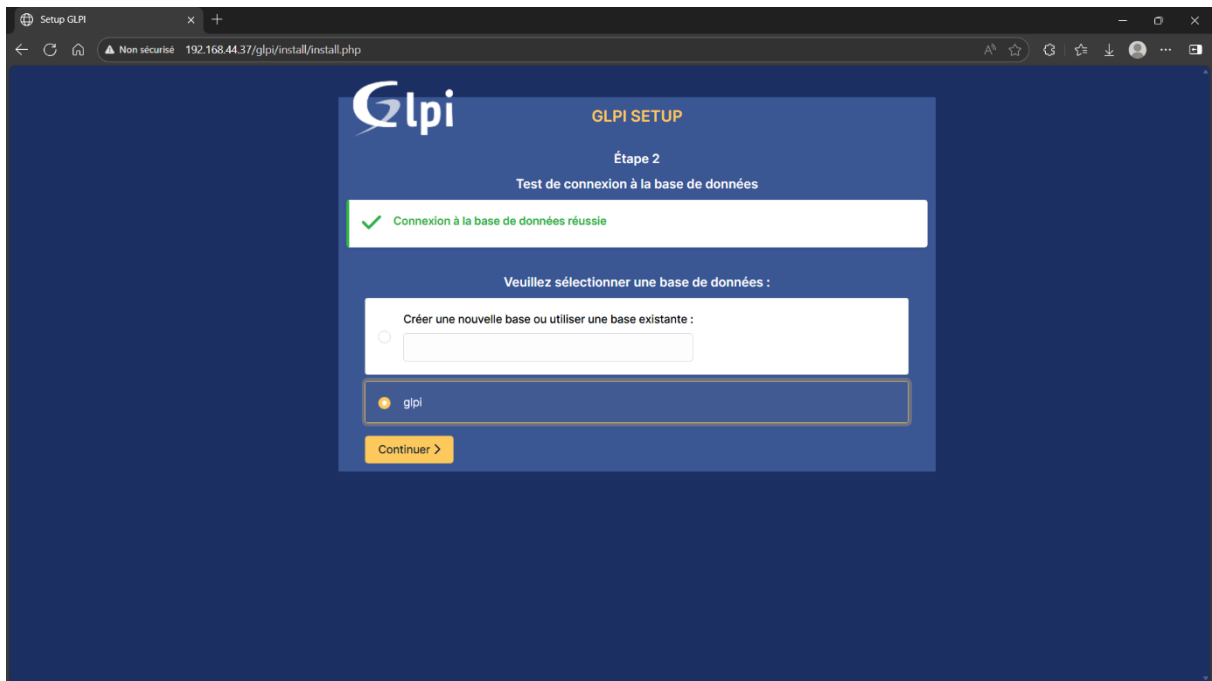 Setup GLPI
Non sécurisé 192.168.44.37/glpi/install/install.php
Glpi
GLPI SETUP
Étape 2
Test de connexion à la base de données
Connexion à la base de données réussie
Veuillez sélectionner une base de données :
Créer une nouvelle base ou utiliser une base existante :
glpi
Continuer